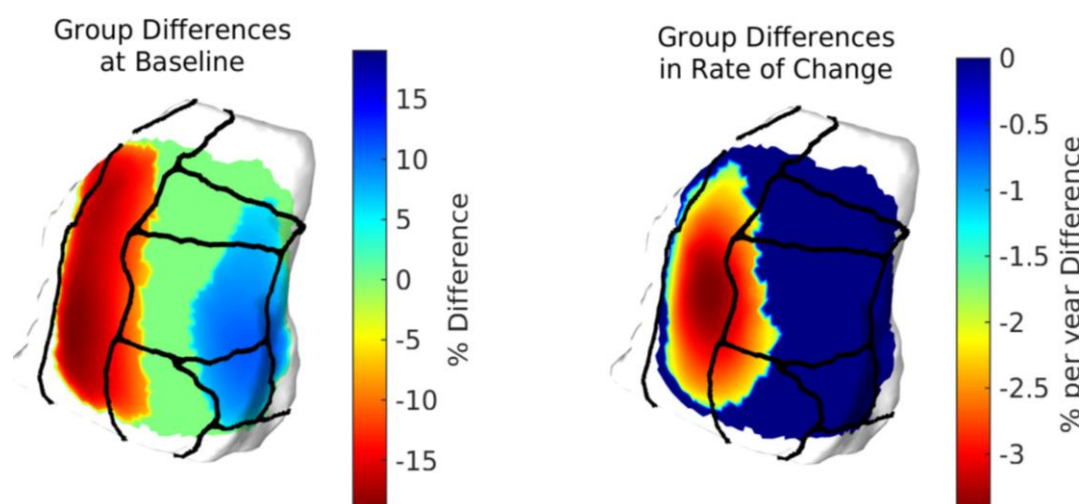 Group Differences
at Baseline
15
10
5
0
-5
-10
-15
% Difference
Group Differences
in Rate of Change
0
-0.5
-1
-1.5
-2
-2.5
-3
% per year Difference